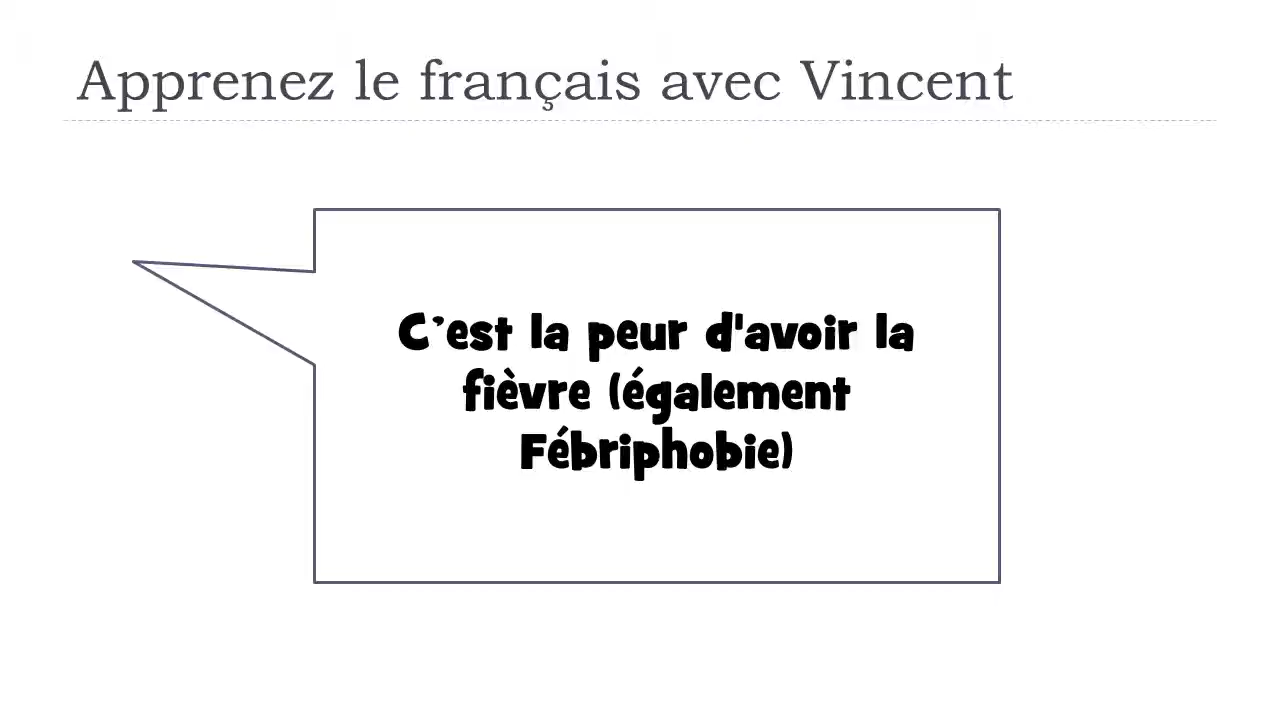 Apprenez le français avec Vincent
C’est la peur d'avoir la
fièvre (également
Fébriphobie)